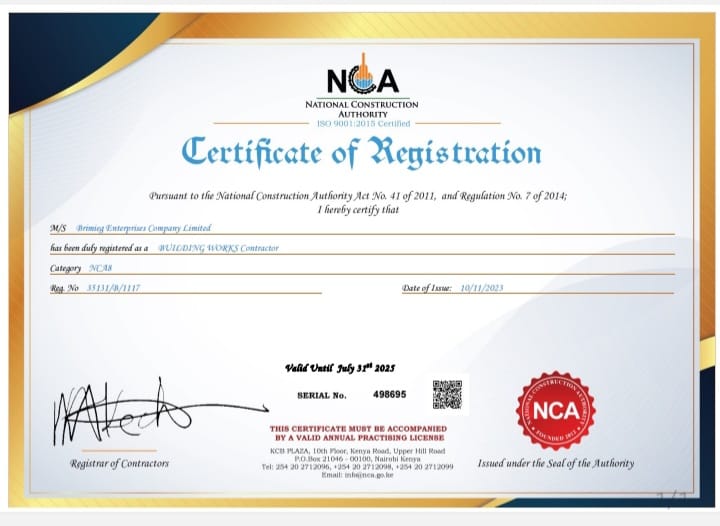 NCA
NATIONAL CONSTRUCTION
AUTHORITY
ISO 9001:2015 Certified
Certificate of Registration
Pursuant to the National Construction Authority Act No. 41 of 2011, and Regulation No. 7 of 2014;
I hereby certify that
M/S Brimieg Enterprises Company Limited
has been duly registered as a BUILDING WORKS Contractor
Category NCA8
Reg. No 35131/B/1117 Date of Issue: 10/11/2023
Valid Until July 31st 2025
SERIAL No. 498695
NATIONAL CONSTRUCTION AUTHORITY
NCA
FOUNDED 2012
THIS CERTIFICATE MUST BE ACCOMPANIED
BY A VALID ANNUAL PRACTISING LICENSE
KCB PLAZA, 10th Floor, Kenya Road, Upper Hill Road
P.O.Box 21046 - 00100, Nairobi Kenya
Tel: 254 20 2712096, +254 20 2712098, +254 20 2712099
Email: info@nca.go.ke
Registrar of Contractors
Issued under the Seal of the Authority
1/1